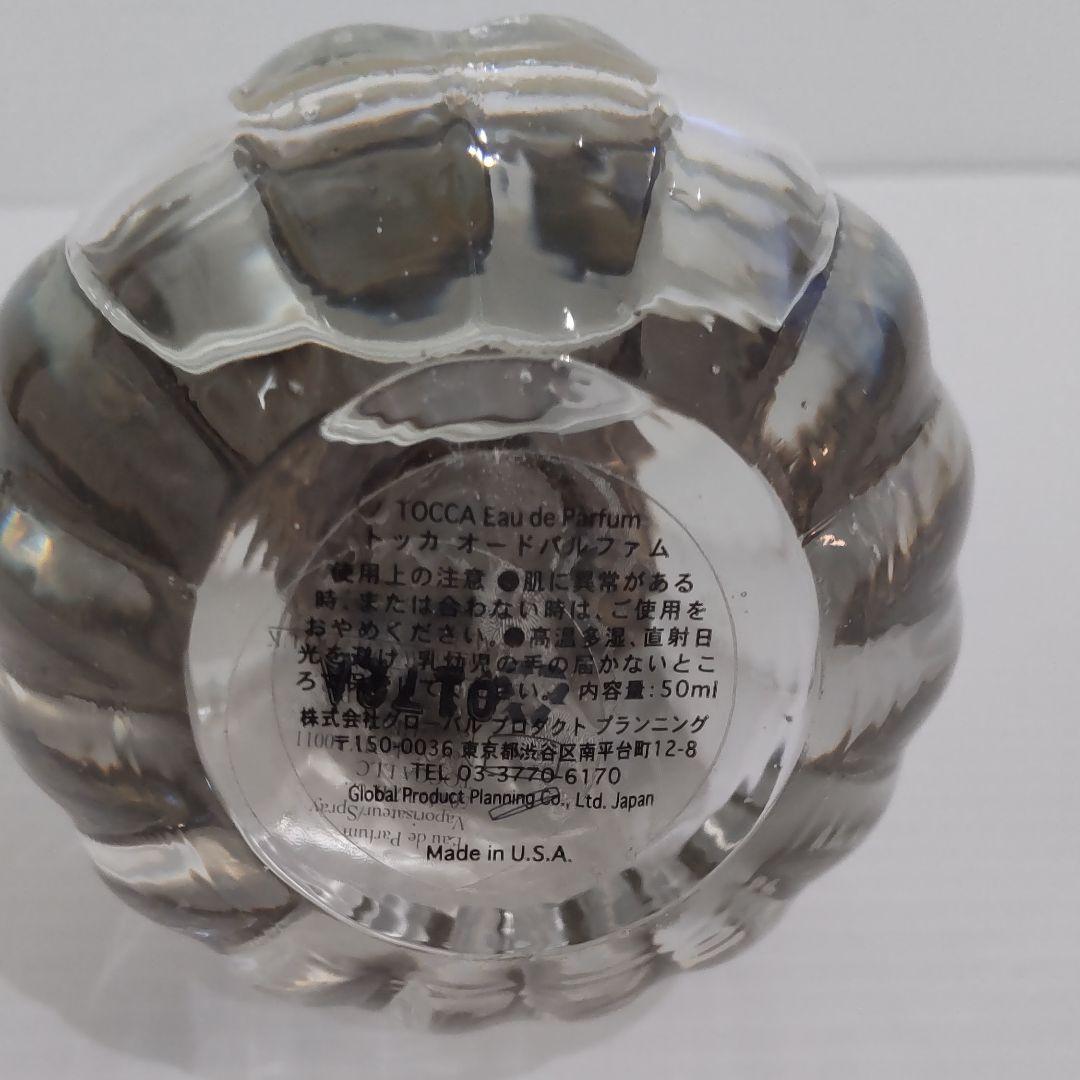 TOCCA Eau de Parfum
トッカ オードパルファム
使用上の注意 ●肌に異常がある
時、または合わない時は、ご使用を
おやめください。●高温多湿、直射日
光を避け、乳幼児の手の届かないとこ
ろ 内容量:50ml
株式会社グローバル プロダクト プランニング
〒150-0036 東京都渋谷区南平台町12-8
TEL 03-3770-6170
Global Product Planning Co., Ltd. Japan
Vaporisateur/Spray
Eau de Parfum
Made in U.S.A.